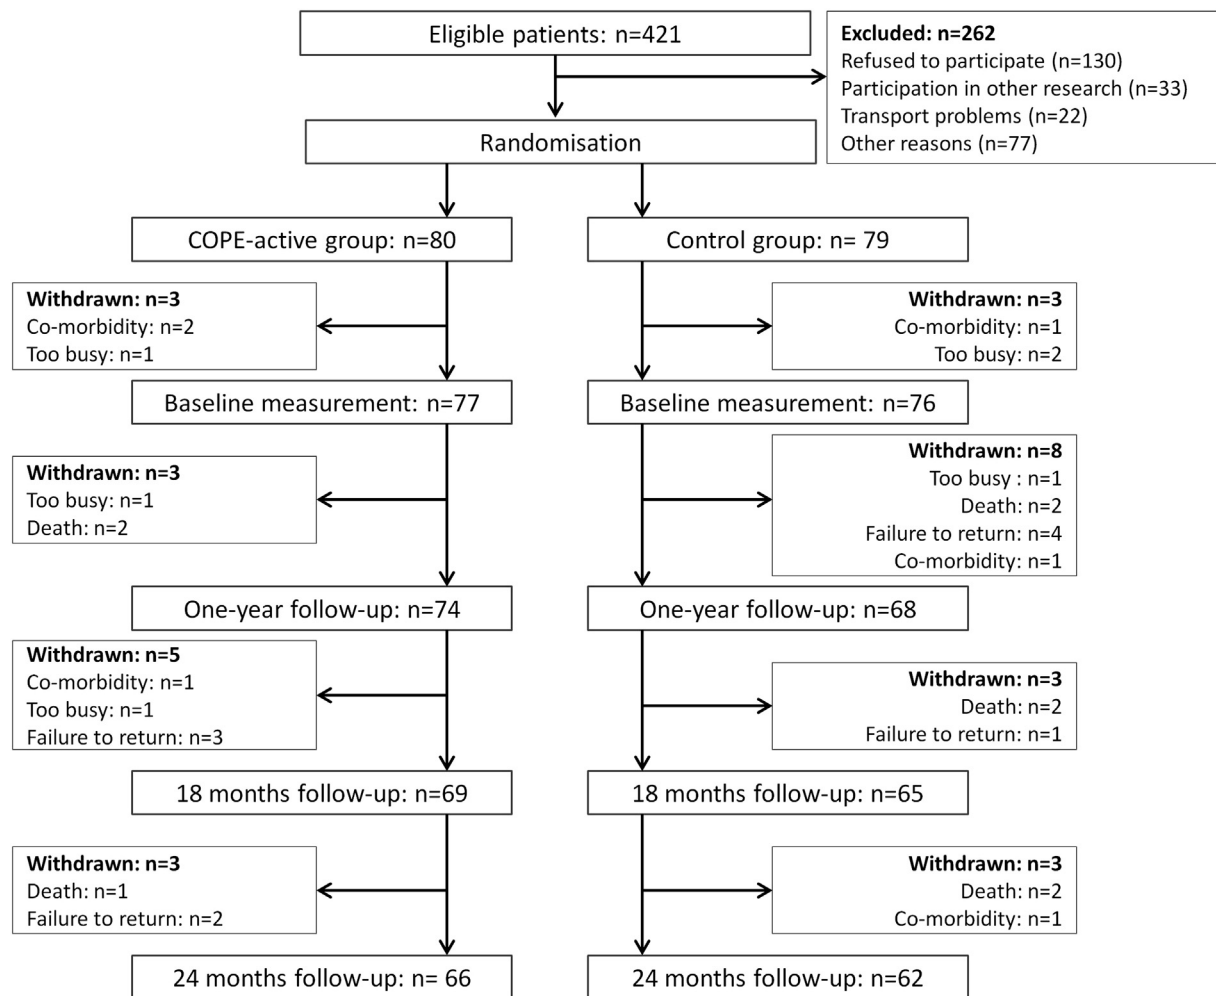 Eligible patients: n=421
Excluded: n=262
Refused to participate (n=130)
Participation in other research (n=33)
Transport problems (n=22)
Other reasons (n=77)
Randomisation
COPE-active group: n=80
Control group: n= 79
Withdrawn: n=3
Co-morbidity: n=2
Too busy: n=1
Withdrawn: n=3
Co-morbidity: n=1
Too busy: n=2
Baseline measurement: n=77
Baseline measurement: n=76
Withdrawn: n=3
Too busy: n=1
Death: n=2
Withdrawn: n=8
Too busy : n=1
Death: n=2
Failure to return: n=4
Co-morbidity: n=1
One-year follow-up: n=74
One-year follow-up: n=68
Withdrawn: n=5
Co-morbidity: n=1
Too busy: n=1
Failure to return: n=3
Withdrawn: n=3
Death: n=2
Failure to return: n=1
18 months follow-up: n=69
18 months follow-up: n=65
Withdrawn: n=3
Death: n=1
Failure to return: n=2
Withdrawn: n=3
Death: n=2
Co-morbidity: n=1
24 months follow-up: n= 66
24 months follow-up: n=62